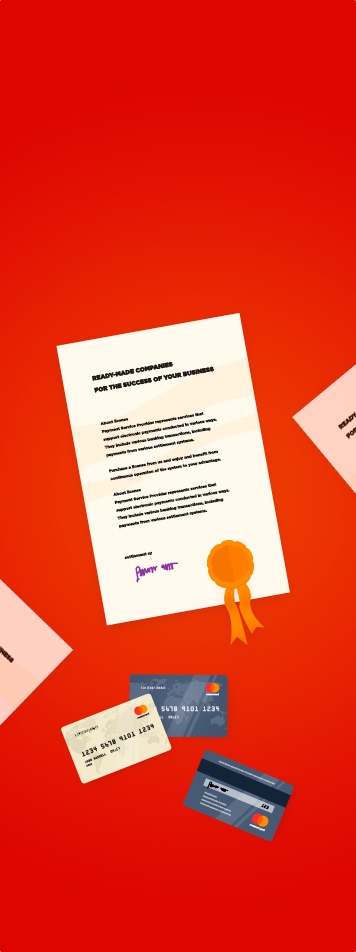 READY-MADE COMPANIES
FOR THE SUCCESS OF YOUR BUSINESS
About license
Payment Service Provider represents services that
support electronic payments conducted in various ways.
They include various banking transactions, including
payments from various settlement systems.
Purchase a license from us and enjoy and benefit from
continuous operation of the system to your advantage.
About license
Payment Service Provider represents services that
support electronic payments conducted in various ways.
They include various banking transactions, including
payments from various settlement systems.
settlement sy
READY
FOR
5678 9101 1234
1234 5678 9101 1234